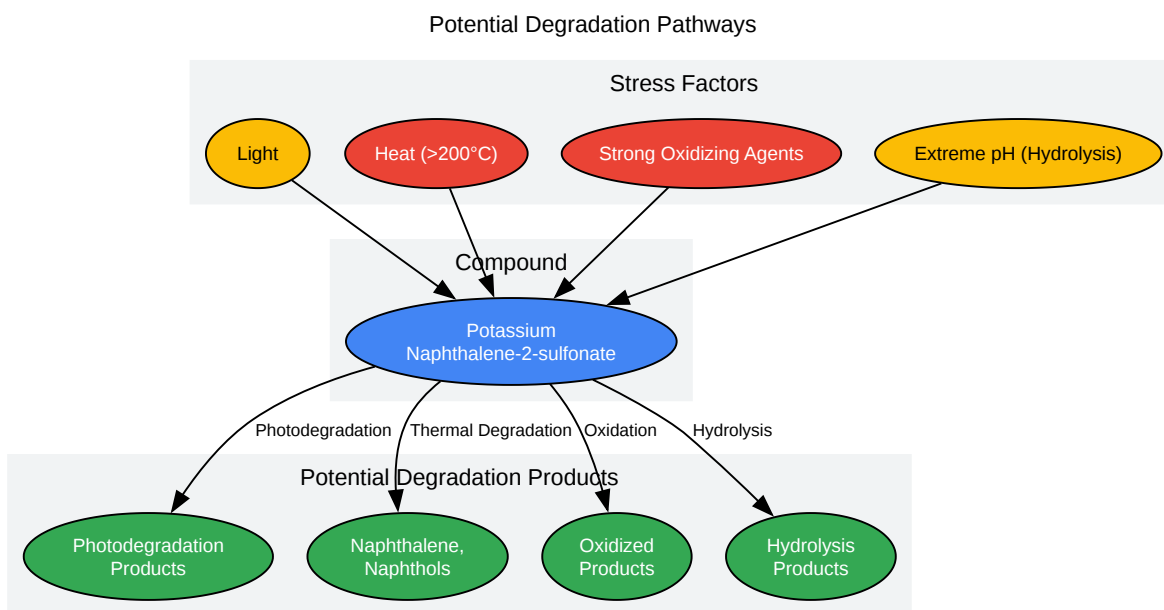 Potential Degradation Pathways
Stress Factors
Light
Heat (>200°C)
Strong Oxidizing Agents
Extreme pH (Hydrolysis)
Compound
Potassium
Naphthalene-2-sulfonate
Photodegradation
Thermal Degradation
Oxidation
Hydrolysis
Potential Degradation Products
Photodegradation
Products
Naphthalene,
Naphthols
Oxidized
Products
Hydrolysis
Products